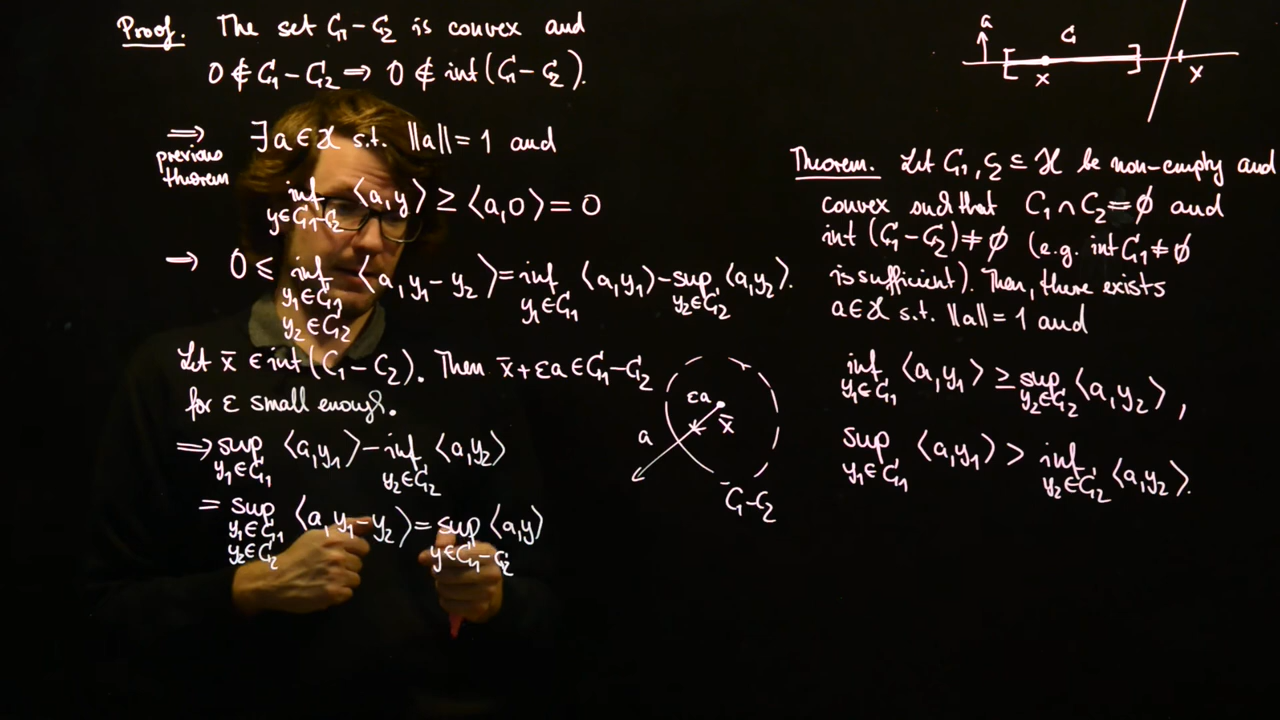 Proof. The set C₁-C₂ is convex and
0 ∉ C₁-C₂ ⟹ 0 ∉ int(C₁-C₂).
⟹ ∃a∈ℋ s.t. ‖a‖=1 and
previous
theorem
inf ⟨a,y⟩ ≥ ⟨a,0⟩ = 0
y∈C₁-C₂
⟹ 0 ≤ inf ⟨a,y₁-y₂⟩ = inf ⟨a,y₁⟩ - sup ⟨a,y₂⟩.
y₁∈C₁ y₁∈C₁ y₂∈C₂
y₂∈C₂
Let x̄ ∈ int(C₁-C₂). Then x̄+εa∈C₁-C₂
for ε small enough.
⟹ sup ⟨a,y₁⟩ - inf ⟨a,y₂⟩
y₁∈C₁ y₂∈C₂
= sup ⟨a,y₁-y₂⟩ = sup ⟨a,y⟩
y₁∈C₁ y∈C₁-C₂
y₂∈C₂
εa
x̄
a
C₁-C₂
a
C
x
x
Theorem. Let C₁,C₂ ⊆ ℋ be non-empty and
convex such that C₁∩C₂=∅ and
int(C₁-C₂)≠∅ (e.g. int C₁≠∅
is sufficient). Then, there exists
a∈ℋ s.t. ‖a‖=1 and
inf ⟨a,y₁⟩ ≥ sup ⟨a,y₂⟩,
y₁∈C₁ y₂∈C₂
sup ⟨a,y₁⟩ > inf ⟨a,y₂⟩.
y₁∈C₁ y₂∈C₂